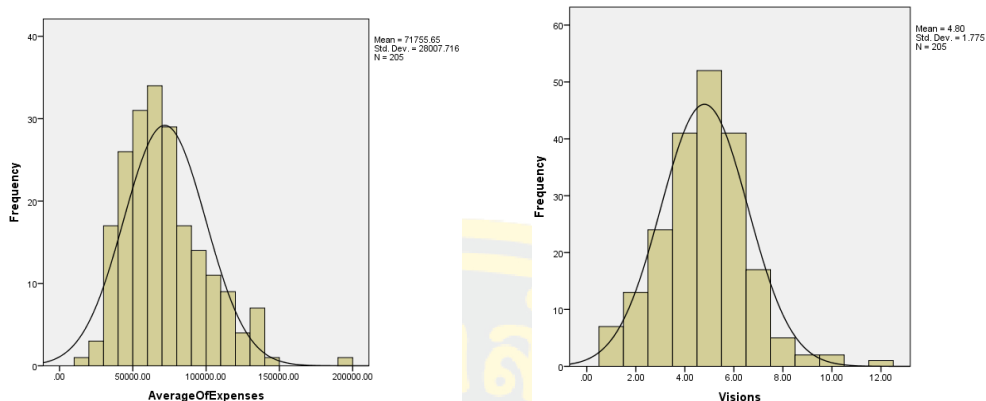 Mean = 71755.65
Std. Dev. = 28007.716
N = 205
40
30
20
10
0
Frequency
.00 50000.00 100000.00 150000.00 200000.00
AverageOfExpenses
Mean = 4.80
Std. Dev. = 1.775
N = 205
60
50
40
30
20
10
0
Frequency
.00 2.00 4.00 6.00 8.00 10.00 12.00
Visions